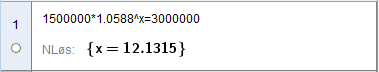 1
1500000*1.0588^x=3000000
NLøs: {x = 12.1315}